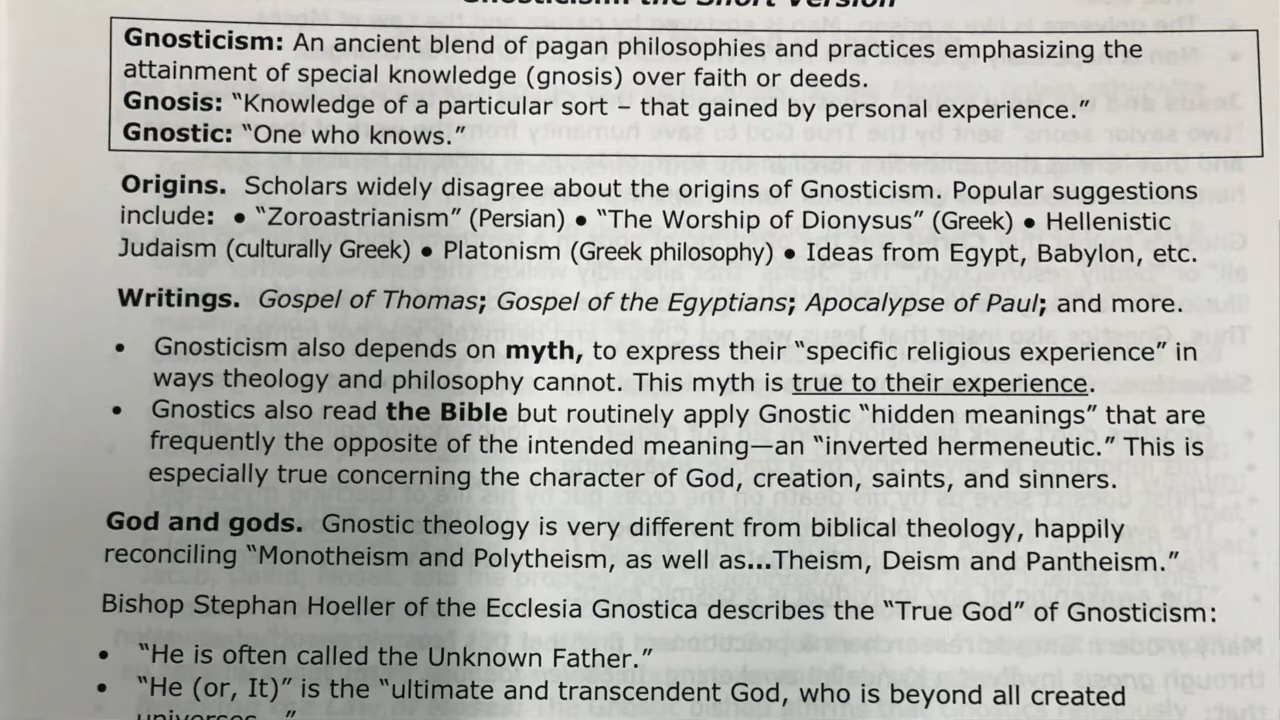 Gnosticism the Short Version
Gnosticism: An ancient blend of pagan philosophies and practices emphasizing the
attainment of special knowledge (gnosis) over faith or deeds.
Gnosis: “Knowledge of a particular sort – that gained by personal experience.”
Gnostic: “One who knows.”
Origins. Scholars widely disagree about the origins of Gnosticism. Popular suggestions
include: • “Zoroastrianism” (Persian) • “The Worship of Dionysus” (Greek) • Hellenistic
Judaism (culturally Greek) • Platonism (Greek philosophy) • Ideas from Egypt, Babylon, etc.
Writings. Gospel of Thomas; Gospel of the Egyptians; Apocalypse of Paul; and more.
• Gnosticism also depends on myth, to express their “specific religious experience” in
ways theology and philosophy cannot. This myth is true to their experience.
• Gnostics also read the Bible but routinely apply Gnostic “hidden meanings” that are
frequently the opposite of the intended meaning—an “inverted hermeneutic.” This is
especially true concerning the character of God, creation, saints, and sinners.
God and gods. Gnostic theology is very different from biblical theology, happily
reconciling “Monotheism and Polytheism, as well as...Theism, Deism and Pantheism.”
Bishop Stephan Hoeller of the Ecclesia Gnostica describes the “True God” of Gnosticism:
• “He is often called the Unknown Father.”
• “He (or, It)” is the “ultimate and transcendent God, who is beyond all created
universes